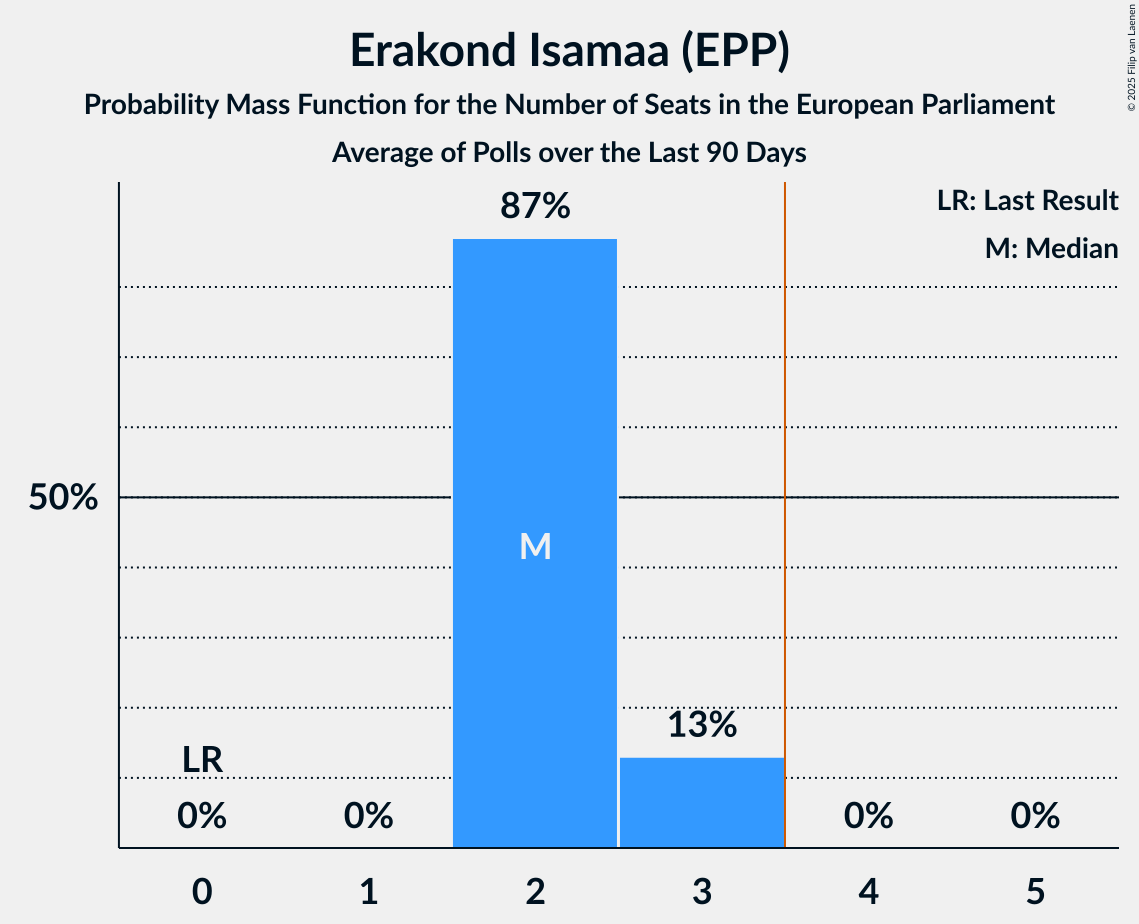 Erakond Isamaa (EPP)
Probability Mass Function for the Number of Seats in the European Parliament
Average of Polls over the Last 90 Days
© 2025 Filip van Laenen
LR: Last Result
M: Median
87%
50%
M
13%
LR
0%
0%
0%
0%
0
1
2
3
4
5